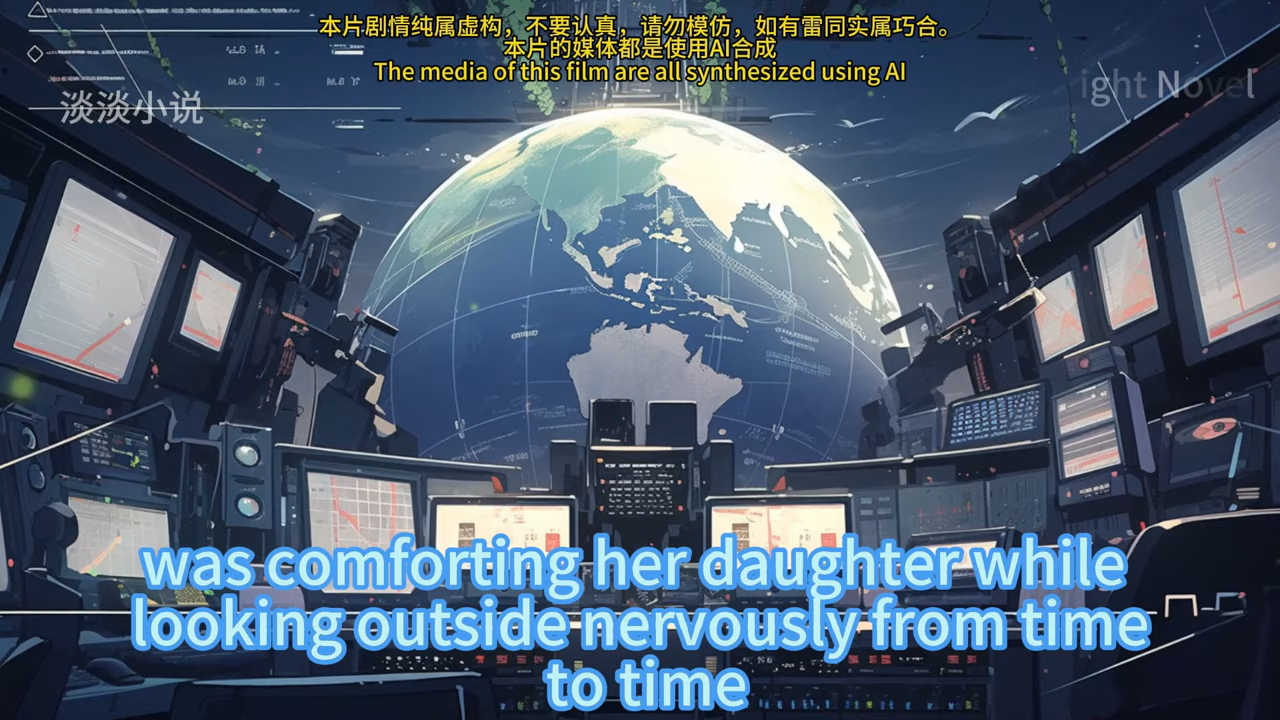 本片剧情纯属虚构，不要认真，请勿模仿，如有雷同实属巧合。
本片的媒体都是使用AI合成
The media of this film are all synthesized using AI
淡淡小说
ight Novel
was comforting her daughter while
looking outside nervously from time
to time